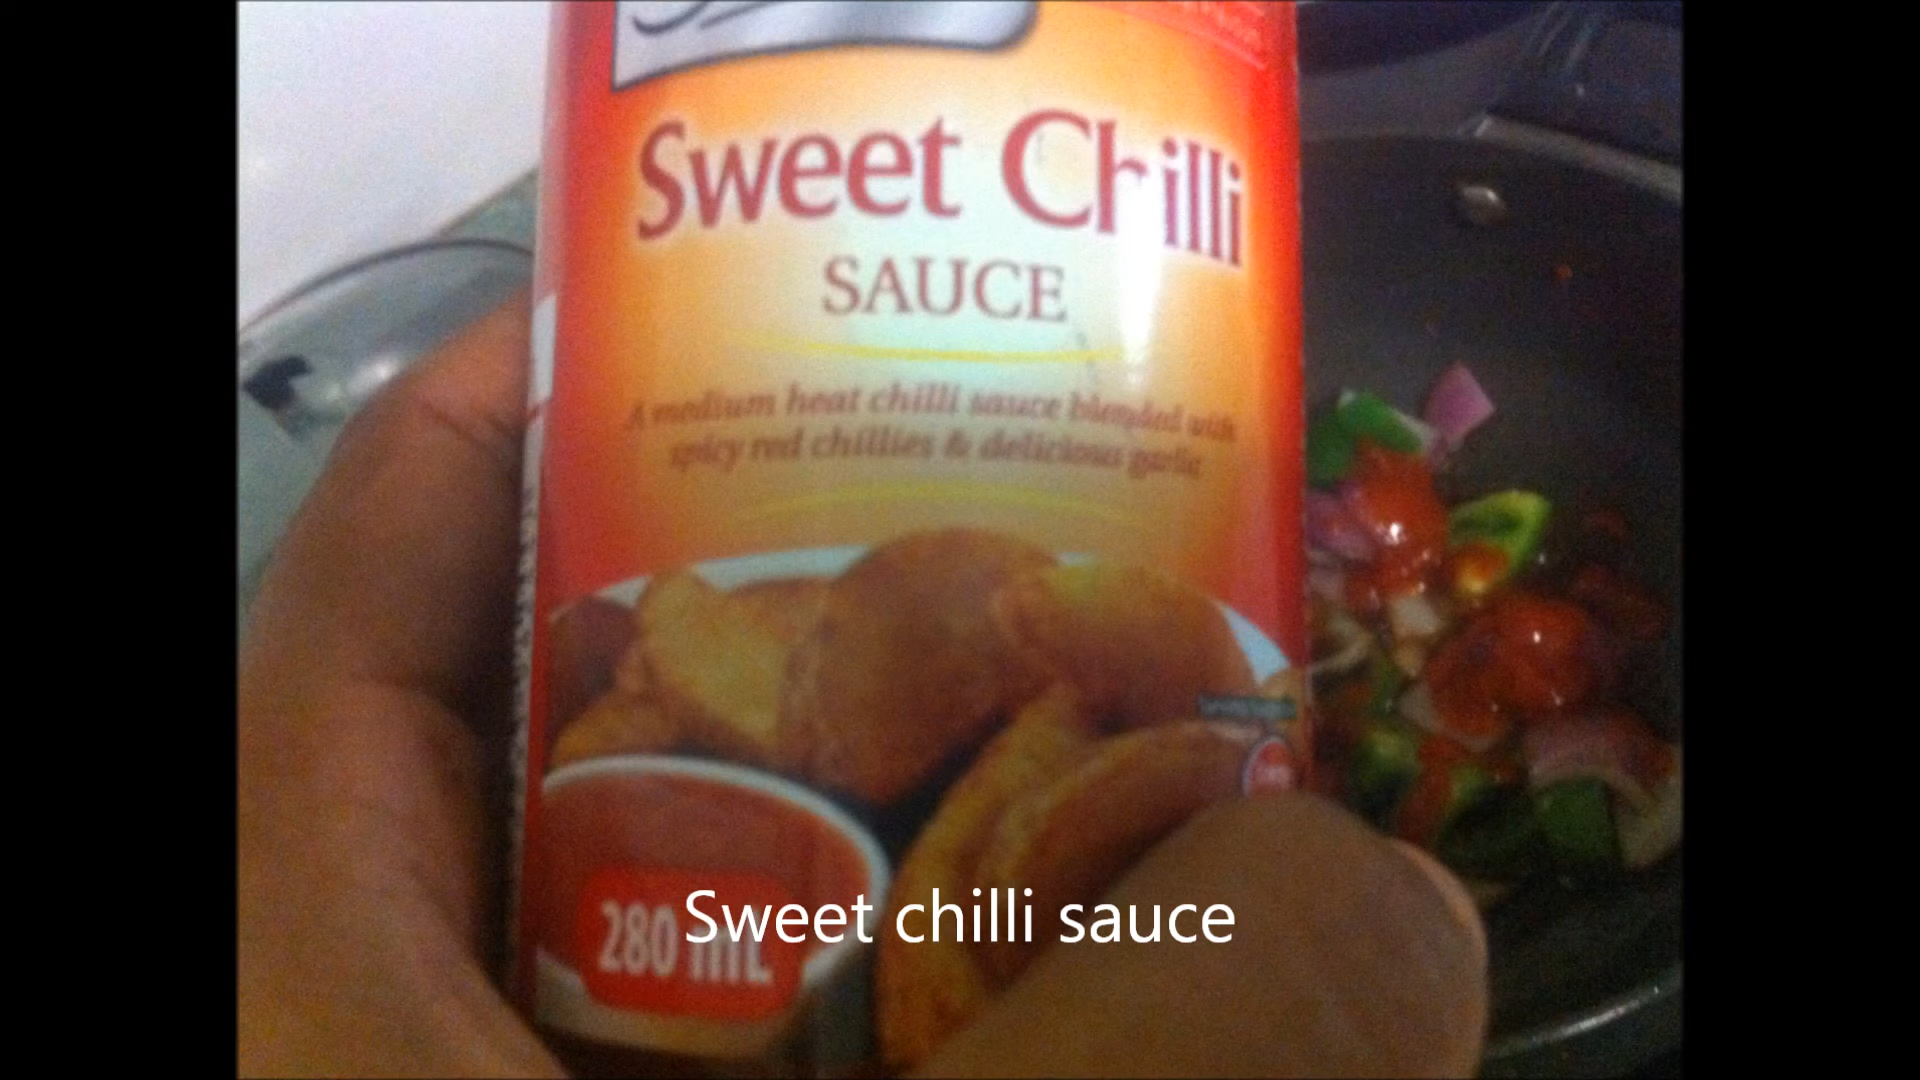 Sweet Chilli
SAUCE
A medium heat chilli sauce blended with
spicy red chillies & delicious garlic
280 mL
Sweet chilli sauce